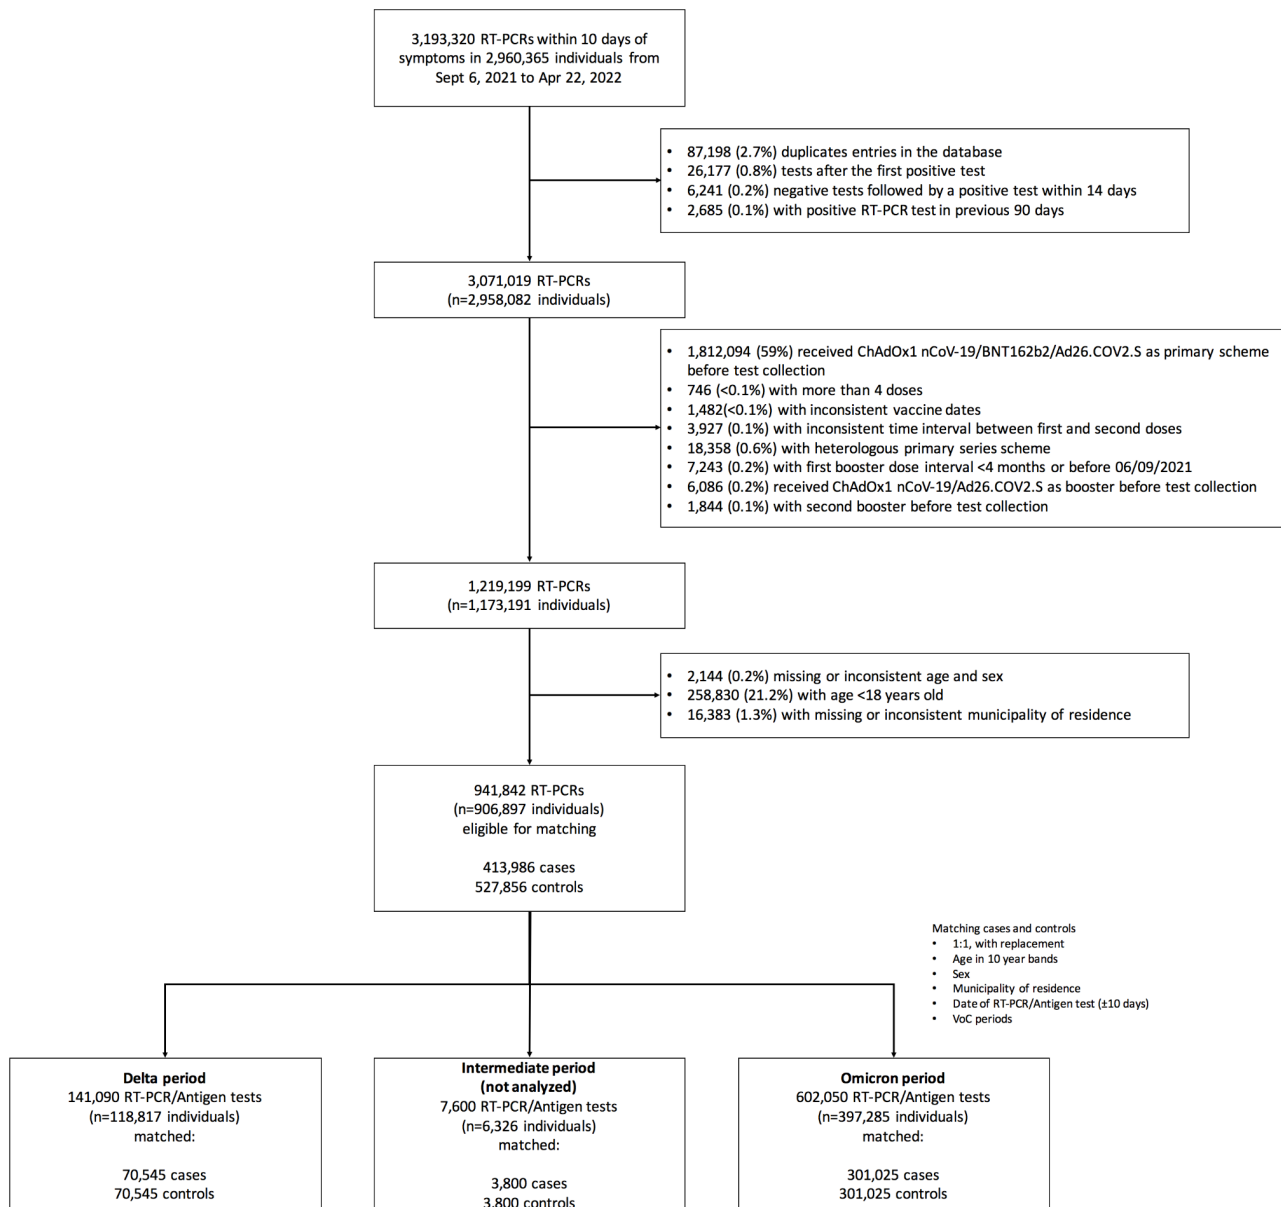 3,193,320 RT-PCRs within 10 days of
symptoms in 2,960,365 individuals from
Sept 6, 2021 to Apr 22, 2022
• 87,198 (2.7%) duplicates entries in the database
• 26,177 (0.8%) tests after the first positive test
• 6,241 (0.2%) negative tests followed by a positive test within 14 days
• 2,685 (0.1%) with positive RT-PCR test in previous 90 days
3,071,019 RT-PCRs
(n=2,958,082 individuals)
• 1,812,094 (59%) received ChAdOx1 nCoV-19/BNT162b2/Ad26.COV2.S as primary scheme
before test collection
• 746 (<0.1%) with more than 4 doses
• 1,482(<0.1%) with inconsistent vaccine dates
• 3,927 (0.1%) with inconsistent time interval between first and second doses
• 18,358 (0.6%) with heterologous primary series scheme
• 7,243 (0.2%) with first booster dose interval <4 months or before 06/09/2021
• 6,086 (0.2%) received ChAdOx1 nCoV-19/Ad26.COV2.S as booster before test collection
• 1,844 (0.1%) with second booster before test collection
1,219,199 RT-PCRs
(n=1,173,191 individuals)
• 2,144 (0.2%) missing or inconsistent age and sex
• 258,830 (21.2%) with age <18 years old
• 16,383 (1.3%) with missing or inconsistent municipality of residence
941,842 RT-PCRs
(n=906,897 individuals)
eligible for matching
413,986 cases
527,856 controls
Matching cases and controls
• 1:1, with replacement
• Age in 10 year bands
• Sex
• Municipality of residence
• Date of RT-PCR/Antigen test (±10 days)
• VoC periods
Delta period
141,090 RT-PCR/Antigen tests
(n=118,817 individuals)
matched:
70,545 cases
70,545 controls
Intermediate period
(not analyzed)
7,600 RT-PCR/Antigen tests
(n=6,326 individuals)
matched:
3,800 cases
3,800 controls
Omicron period
602,050 RT-PCR/Antigen tests
(n=397,285 individuals)
matched:
301,025 cases
301,025 controls